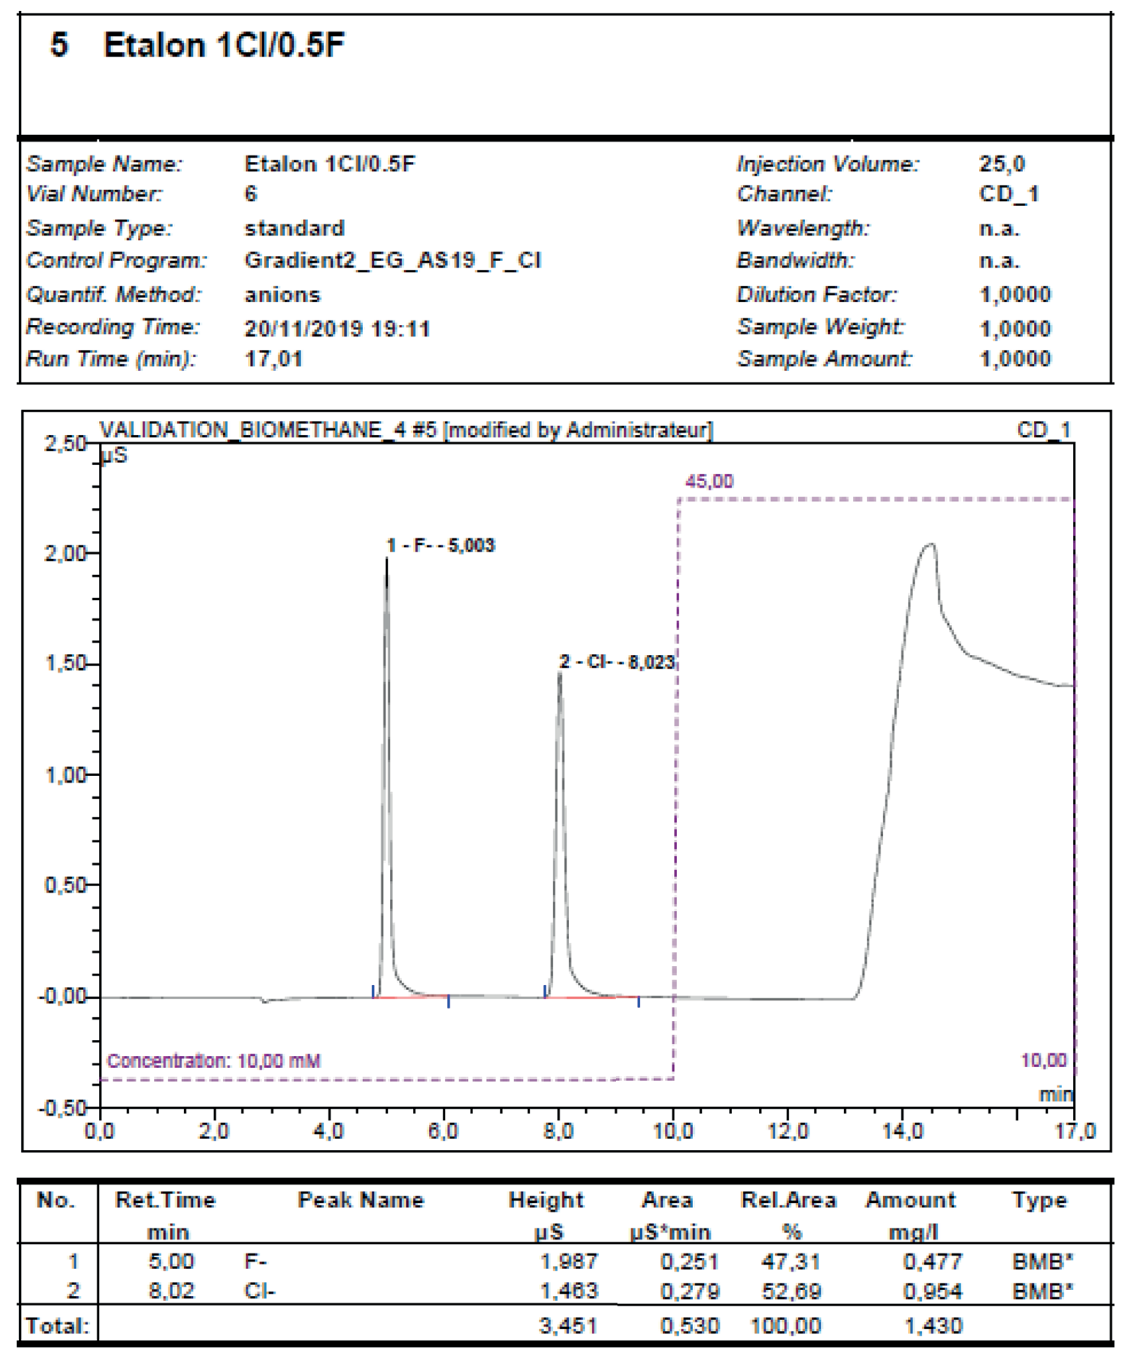 5 Etalon 1Cl/0.5F
Sample Name: Etalon 1Cl/0.5F Injection Volume: 25,0
Vial Number: 6 Channel: CD_1
Sample Type: standard Wavelength: n.a.
Control Program: Gradient2_EG_AS19_F_Cl Bandwidth: n.a.
Quantif. Method: anions Dilution Factor: 1,0000
Recording Time: 20/11/2019 19:11 Sample Weight: 1,0000
Run Time (min): 17,01 Sample Amount: 1,0000
VALIDATION_BIOMETHANE_4 #5 [modified by Administrateur] CD_1
2,50
µS
45,00
2,00
1 - F- - 5,003
1,50
2 - Cl- - 8,023
1,00
0,50
-0,00
Concentration: 10,00 mM 10,00
min
-0,50
0,0 2,0 4,0 6,0 8,0 10,0 12,0 14,0 17,0
No. Ret.Time Peak Name Height Area Rel.Area Amount Type
min µS µS*min % mg/l
1 5,00 F- 1,987 0,251 47,31 0,477 BMB*
2 8,02 Cl- 1,463 0,279 52,69 0,954 BMB*
Total: 3,451 0,530 100,00 1,430